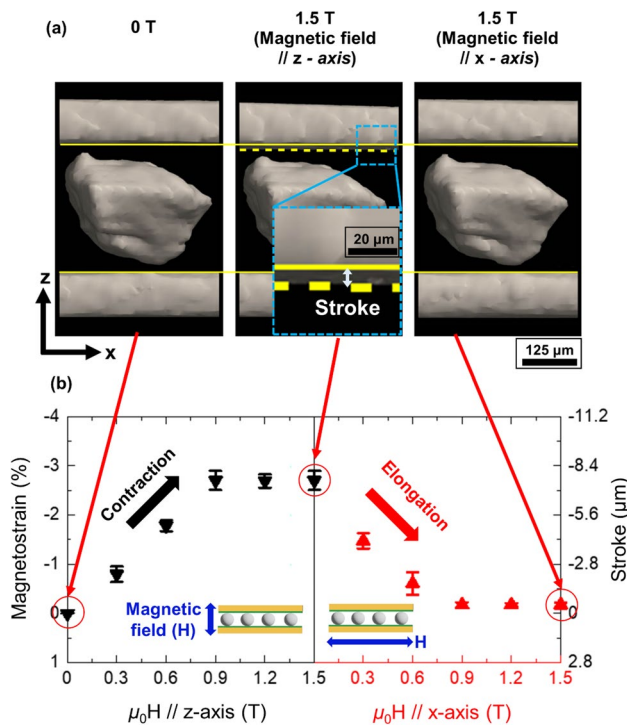 (a)
0 T
1.5 T
(Magnetic field
// z - axis)
1.5 T
(Magnetic field
// x - axis)
20 µm
Stroke
z
x
125 µm
(b)
Magnetostrain (%)
-4
-3
-2
-1
0
1
Contraction
Elongation
Magnetic
field (H)
H
-11.2
-8.4
-5.6
-2.8
0
2.8
Stroke (µm)
0 0.3 0.6 0.9 1.2 1.5 0.3 0.6 0.9 1.2 1.5
µ₀H // z-axis (T)
µ₀H // x-axis (T)